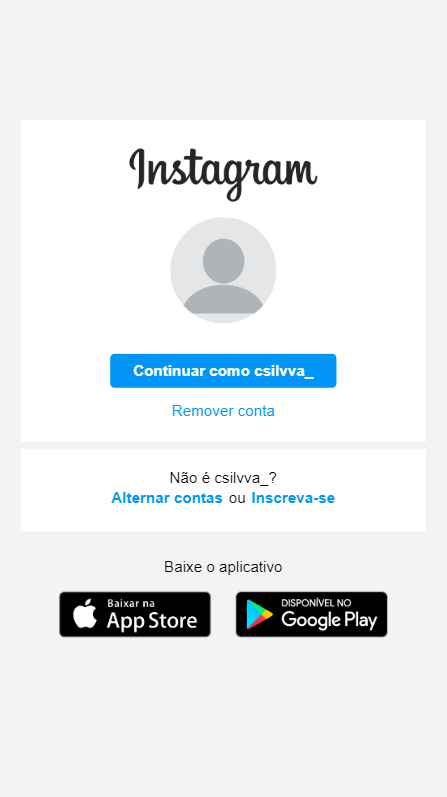 Instagram
Continuar como csilvva_
Remover conta
Não é csilvva_?
Alternar contas ou Inscreva-se
Baixe o aplicativo
Baixar na
App Store
DISPONÍVEL NO
Google Play